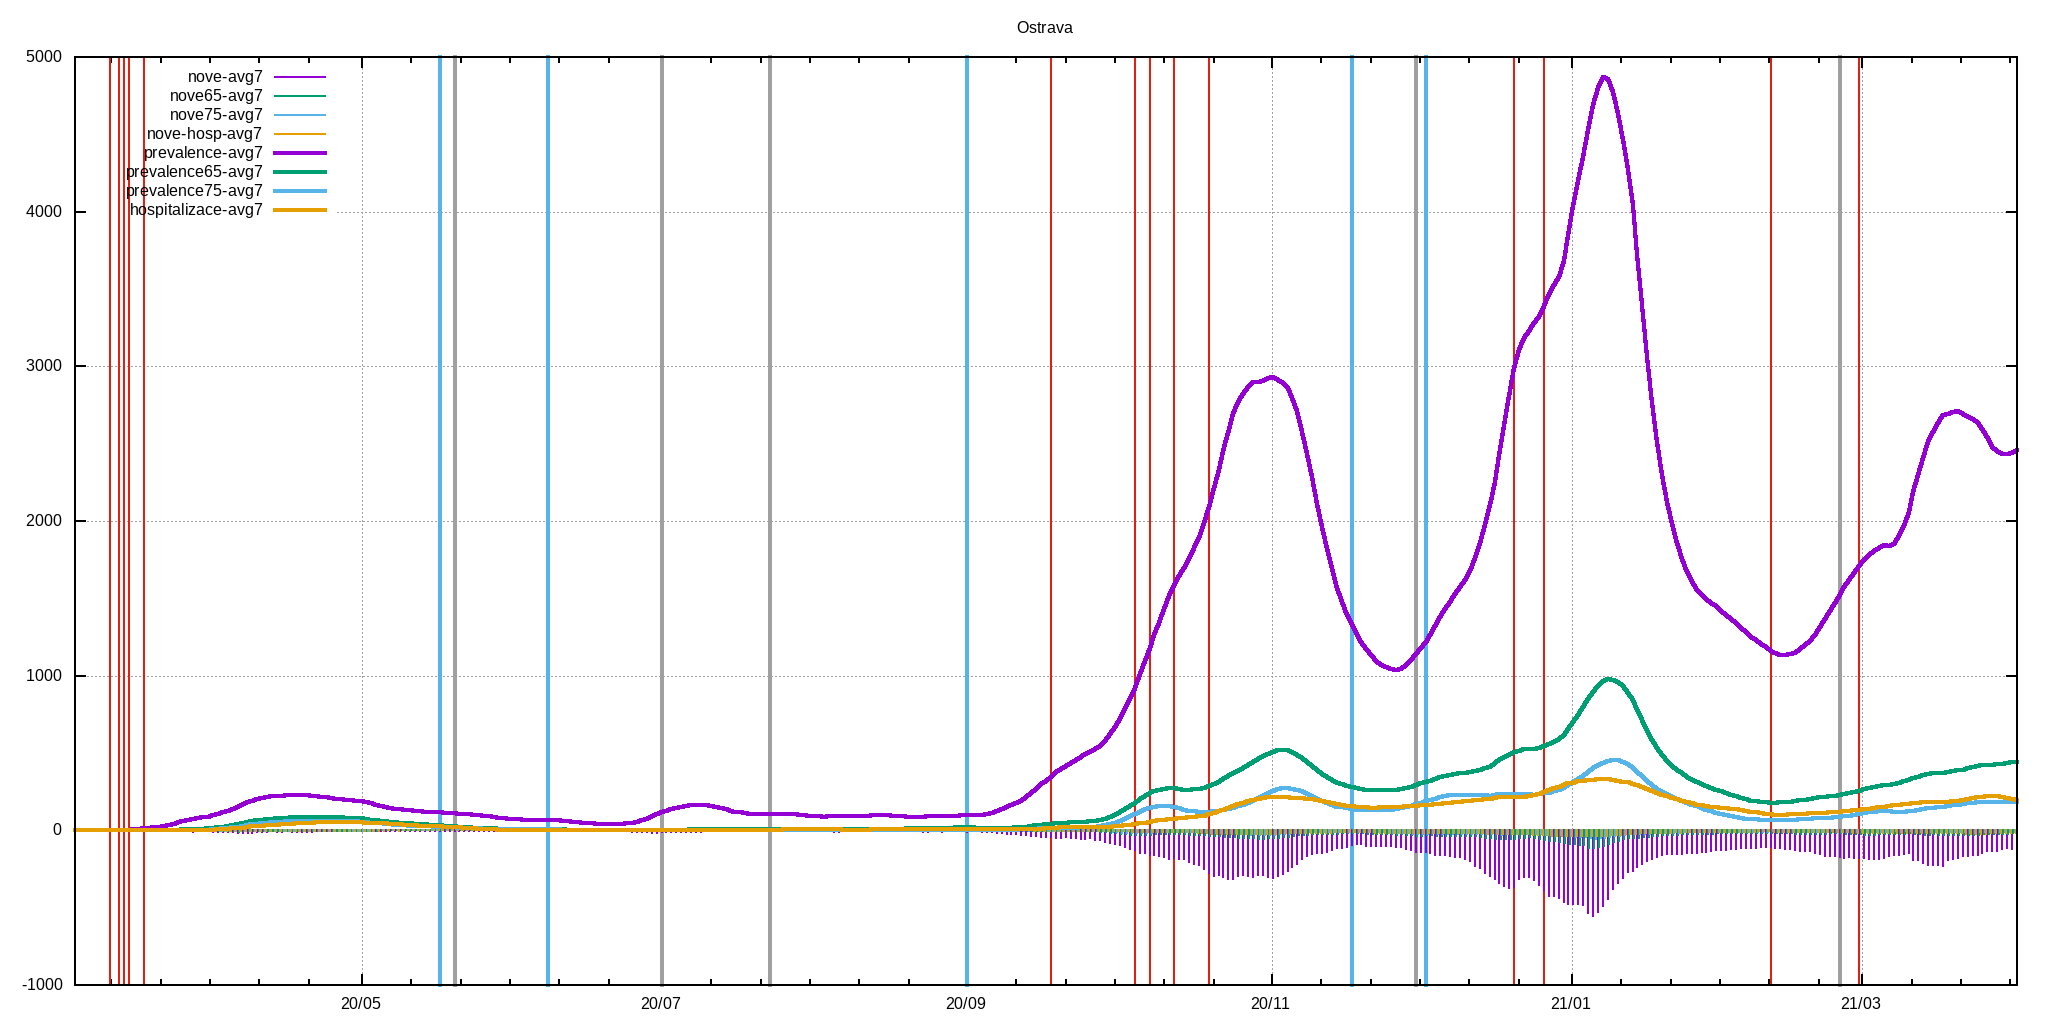 Ostrava
5000
4000
3000
2000
1000
0
-1000
nove-avg7
nove65-avg7
nove75-avg7
nove-hosp-avg7
prevalence-avg7
prevalence65-avg7
prevalence75-avg7
hospitalizace-avg7
20/05 20/07 20/09 20/11 21/01 21/03